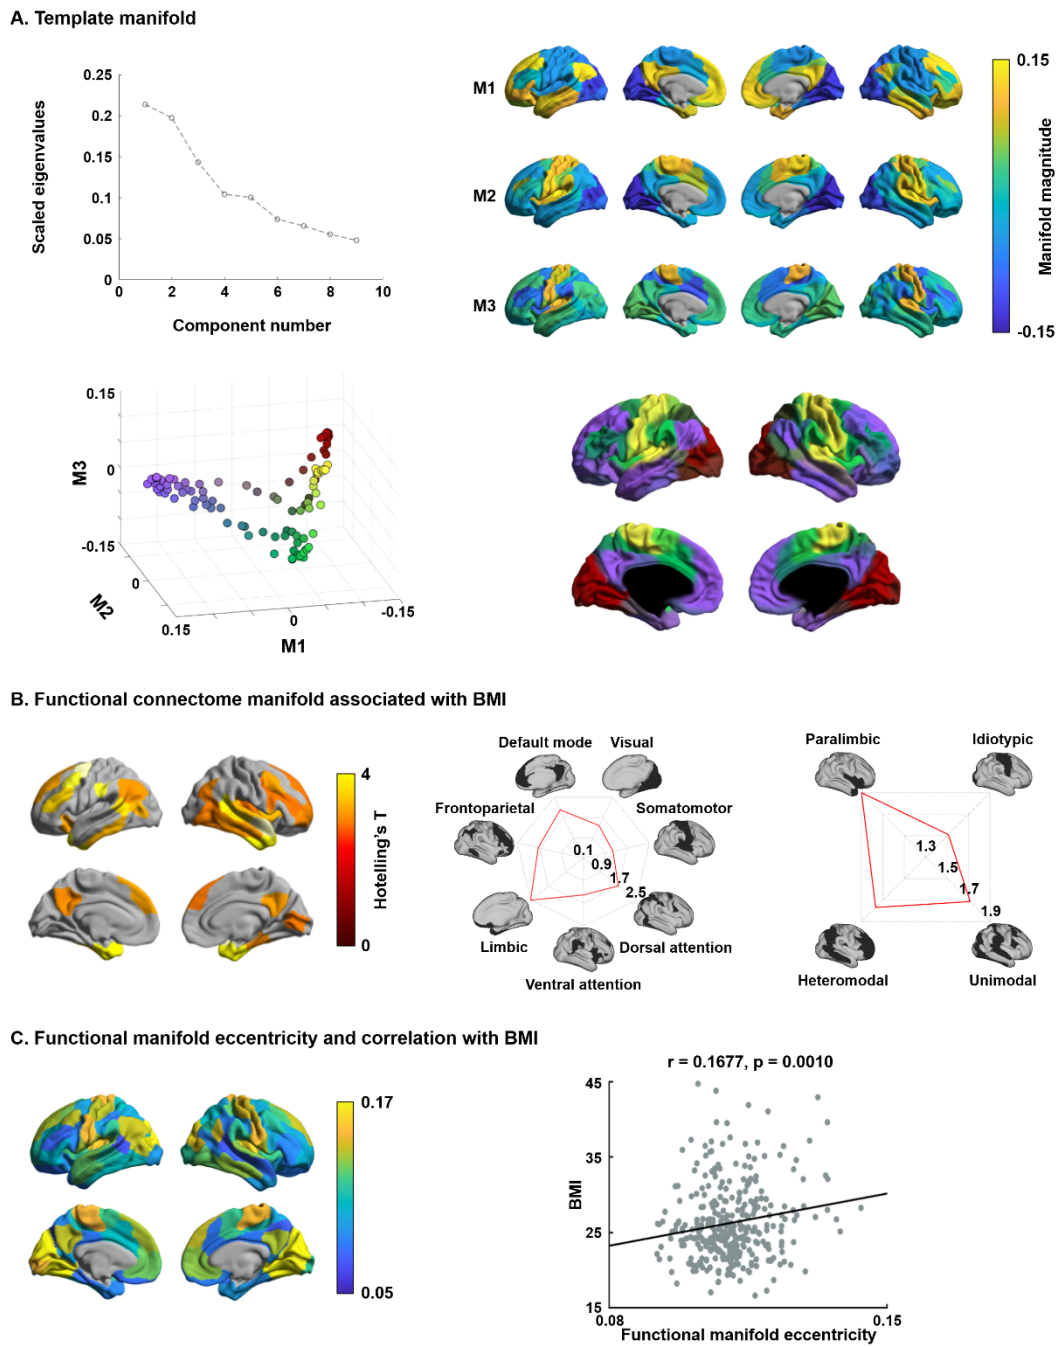 A. Template manifold
0.25
0.2
0.15
0.1
0.05
0
Scaled eigenvalues
0 2 4 6 8 10
Component number
M1
M2
M3
0.15
-0.15
Manifold magnitude
0.15
0
-0.15
M3
0
0.15
M2
0
-0.15
M1
B. Functional connectome manifold associated with BMI
4
0
Hotelling's T
Default mode Visual
Frontoparietal Somatomotor
0.1
0.9
1.7
2.5
Limbic Dorsal attention
Ventral attention
Paralimbic Idiotypic
1.3
1.5
1.7
1.9
Heteromodal Unimodal
C. Functional manifold eccentricity and correlation with BMI
0.17
0.05
r = 0.1677, p = 0.0010
45
35
25
15
BMI
0.08 0.15
Functional manifold eccentricity